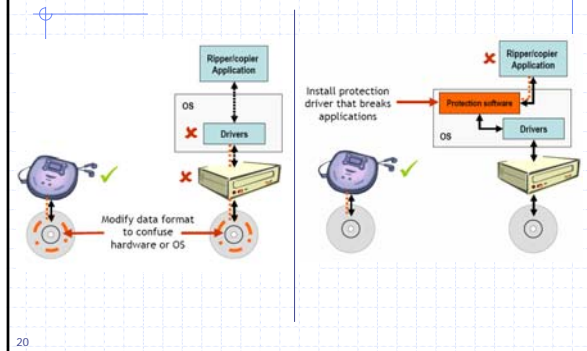 Ripper/copier
Application
OS
Drivers
Modify data format
to confuse
hardware or OS
Ripper/copier
Application
Install protection
driver that breaks
applications
Protection software
Drivers
OS
20